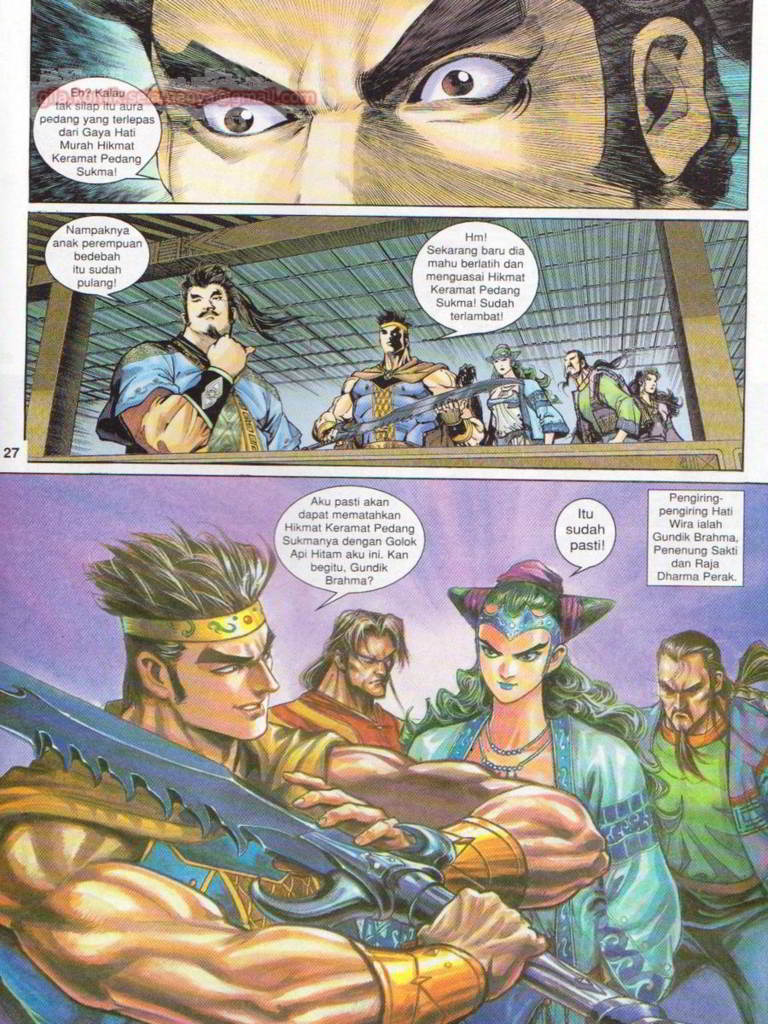 Eh? Kalau
tak silap itu aura
pedang yang terlepas
dari Gaya Hati
Murah Hikmat
Keramat Pedang
Sukma!
Nampaknya
anak perempuan
bedebah
itu sudah
pulang!
Hm!
Sekarang baru dia
mahu berlatih dan
menguasai Hikmat
Keramat Pedang
Sukma! Sudah
terlambat!
27
Aku pasti akan
dapat mematahkan
Hikmat Keramat Pedang
Sukmanya dengan Golok
Api Hitam aku ini. Kan
begitu, Gundik
Brahma?
Itu
sudah
pasti!
Pengiring-
pengiring Hati
Wira ialah
Gundik Brahma,
Penenung Sakti
dan Raja
Dharma Perak.